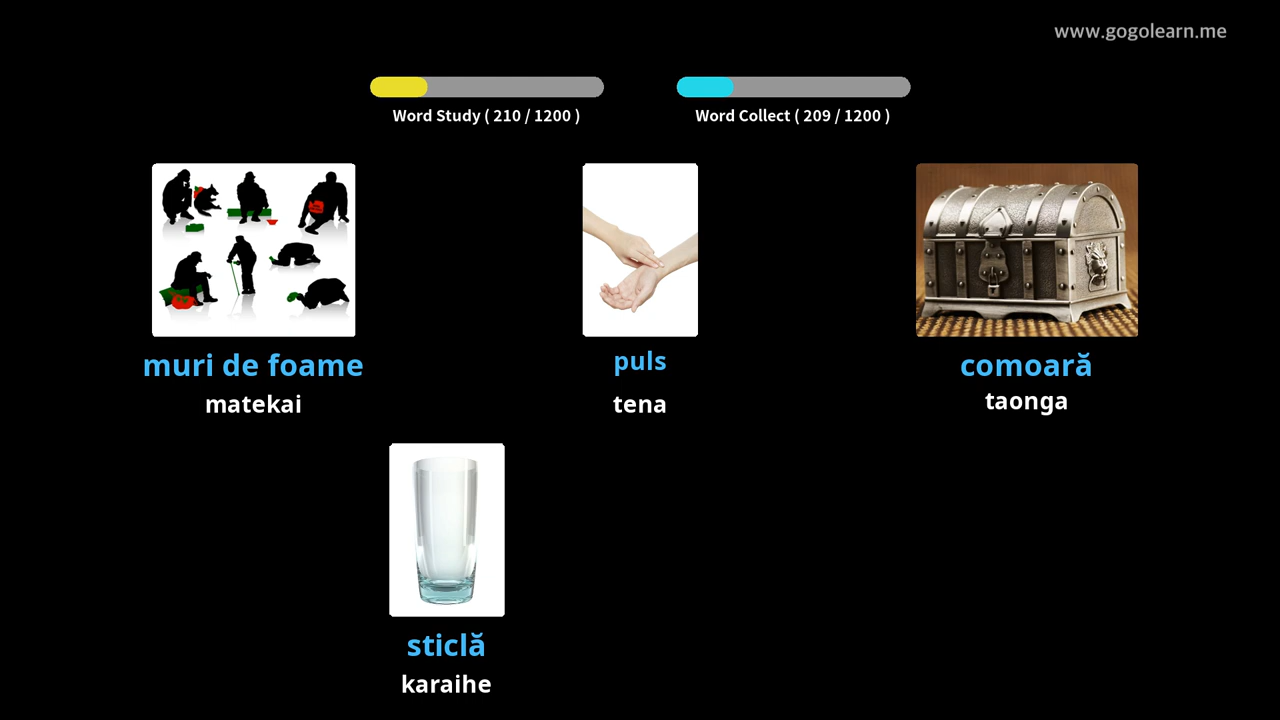 www.gogolearn.me
Word Study ( 210 / 1200 )
Word Collect ( 209 / 1200 )
muri de foame
matekai
puls
tena
comoară
taonga
sticlă
karaihe